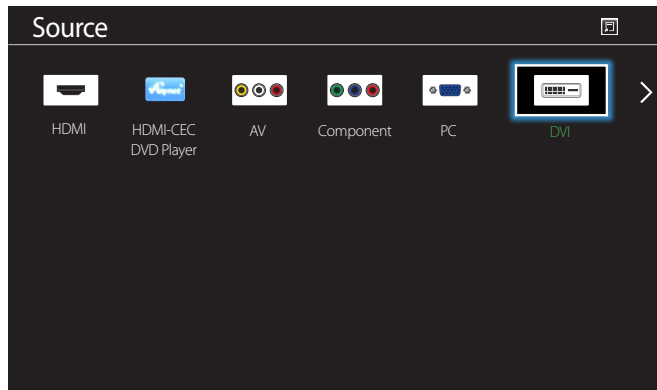 Source
HDMI
HDMI-CEC
DVD Player
AV
Component
PC
DVI